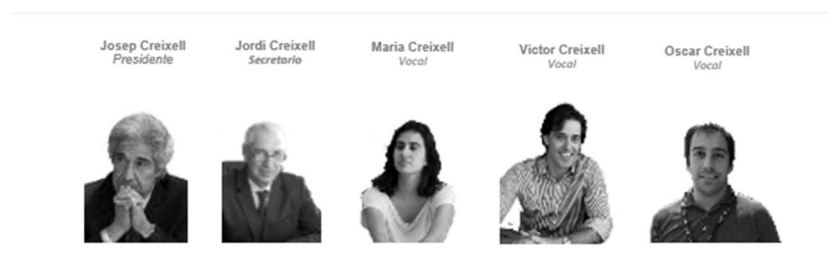 Josep Creixell
Presidente
Jordi Creixell
Secretario
Maria Creixell
Vocal
Victor Creixell
Vocal
Oscar Creixell
Vocal